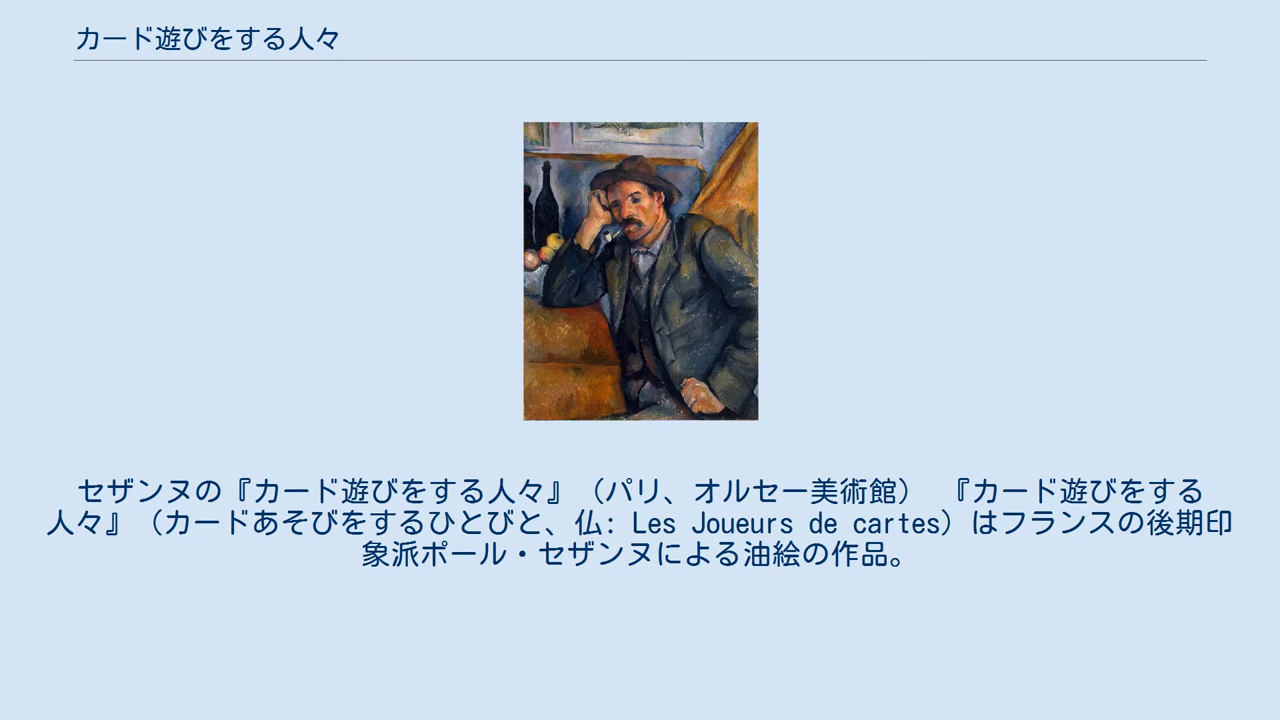 カード遊びをする人々
セザンヌの『カード遊びをする人々』（パリ、オルセー美術館） 『カード遊びをする
人々』（カードあそびをするひとびと、仏: Les Joueurs de cartes）はフランスの後期印
象派ポール・セザンヌによる油絵の作品。